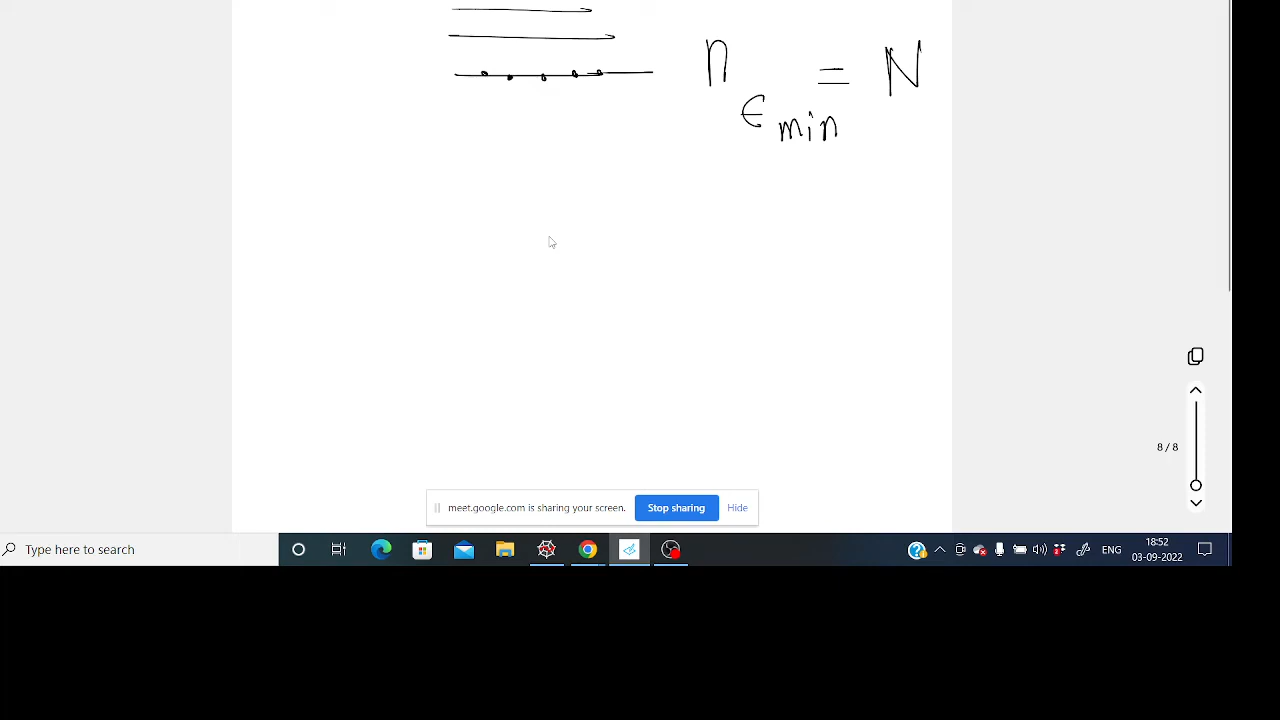 n = N
ϵ min
8 / 8
meet.google.com is sharing your screen. Stop sharing Hide
Type here to search
ENG
18:52
03-09-2022